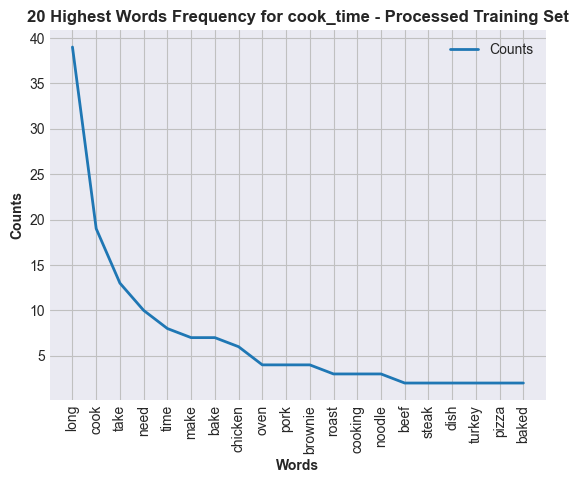 20 Highest Words Frequency for cook_time - Processed Training Set
Counts
40
35
30
25
20
15
10
5
Counts
long
cook
take
need
time
make
bake
chicken
oven
pork
brownie
roast
cooking
noodle
beef
steak
dish
turkey
pizza
baked
Words